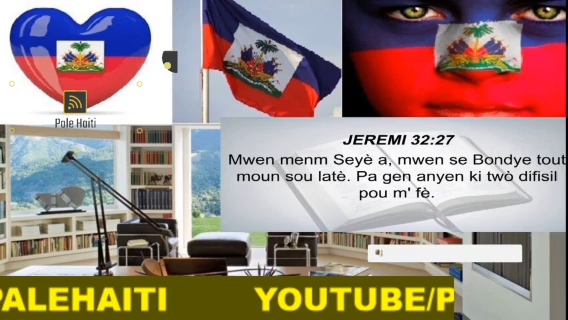 Pale Haiti
JEREMI 32:27
Mwen menm Seyè a, mwen se Bondye tout
moun sou latè. Pa gen anyen ki twò difisil
pou m' fè.
PALEHAITI YOUTUBE/P